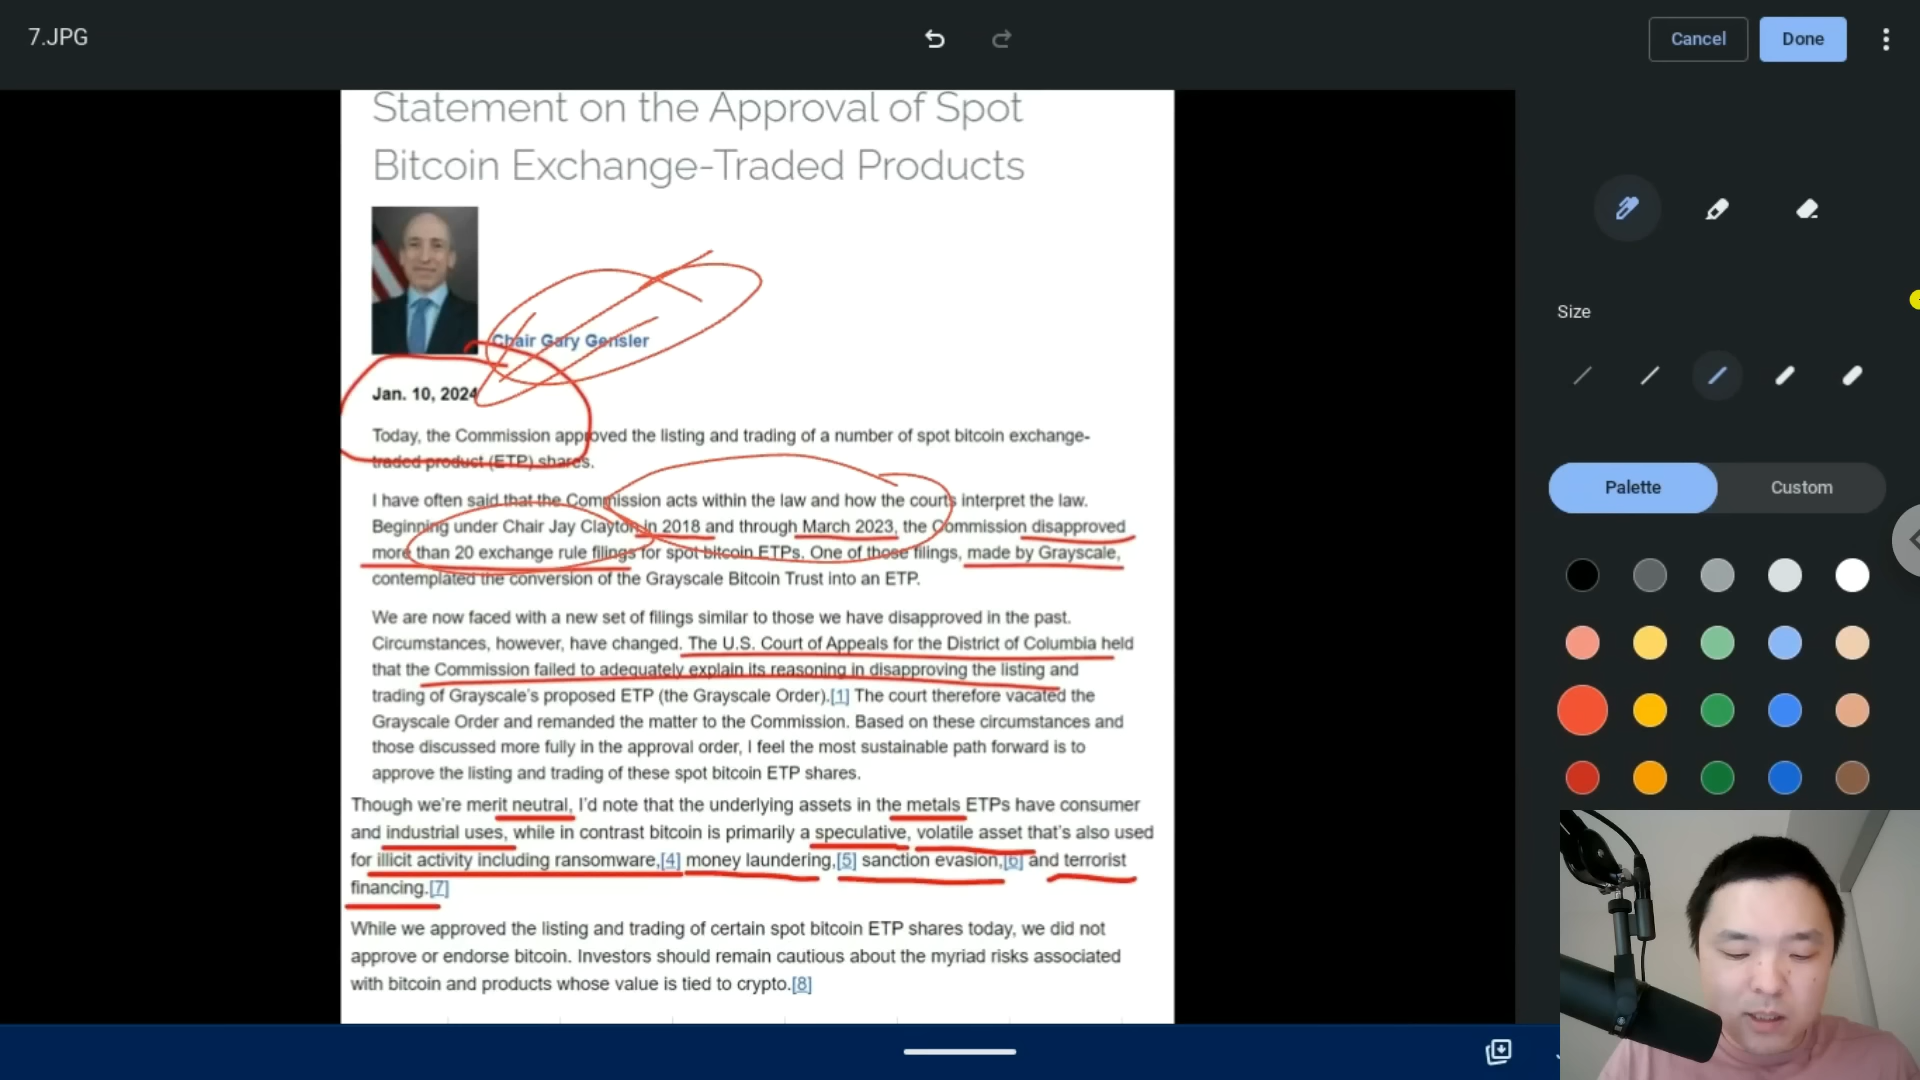 7.JPG
Cancel
Done
Statement on the Approval of Spot
Bitcoin Exchange-Traded Products
Chair Gary Gensler
Jan. 10, 2024
Today, the Commission approved the listing and trading of a number of spot bitcoin exchange-
traded product (ETP) shares.
I have often said that the Commission acts within the law and how the courts interpret the law.
Beginning under Chair Jay Clayton in 2018 and through March 2023, the Commission disapproved
more than 20 exchange rule filings for spot bitcoin ETPs. One of those filings, made by Grayscale,
contemplated the conversion of the Grayscale Bitcoin Trust into an ETP.
We are now faced with a new set of filings similar to those we have disapproved in the past.
Circumstances, however, have changed. The U.S. Court of Appeals for the District of Columbia held
that the Commission failed to adequately explain its reasoning in disapproving the listing and
trading of Grayscale's proposed ETP (the Grayscale Order).[1] The court therefore vacated the
Grayscale Order and remanded the matter to the Commission. Based on these circumstances and
those discussed more fully in the approval order, I feel the most sustainable path forward is to
approve the listing and trading of these spot bitcoin ETP shares.
Though we're merit neutral, I'd note that the underlying assets in the metals ETPs have consumer
and industrial uses, while in contrast bitcoin is primarily a speculative, volatile asset that's also used
for illicit activity including ransomware,[4] money laundering,[5] sanction evasion,[6] and terrorist
financing.[7]
While we approved the listing and trading of certain spot bitcoin ETP shares today, we did not
approve or endorse bitcoin. Investors should remain cautious about the myriad risks associated
with bitcoin and products whose value is tied to crypto.[8]
Size
Palette
Custom